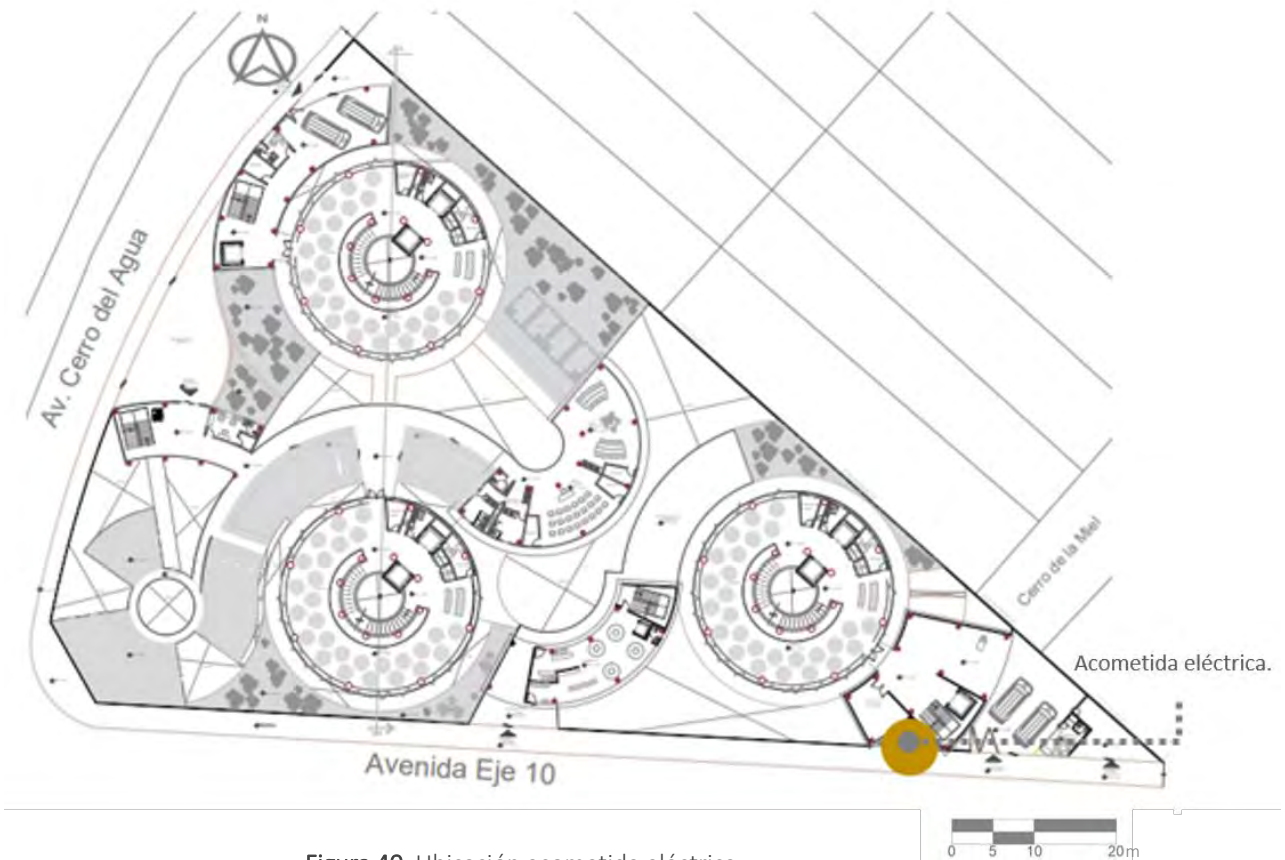 N
Av. Cerro del Agua
Cerro de la Miel
Acometida eléctrica.
Avenida Eje 10
0 5 10 20m
Figura 49. Ubicación acometida eléctrica